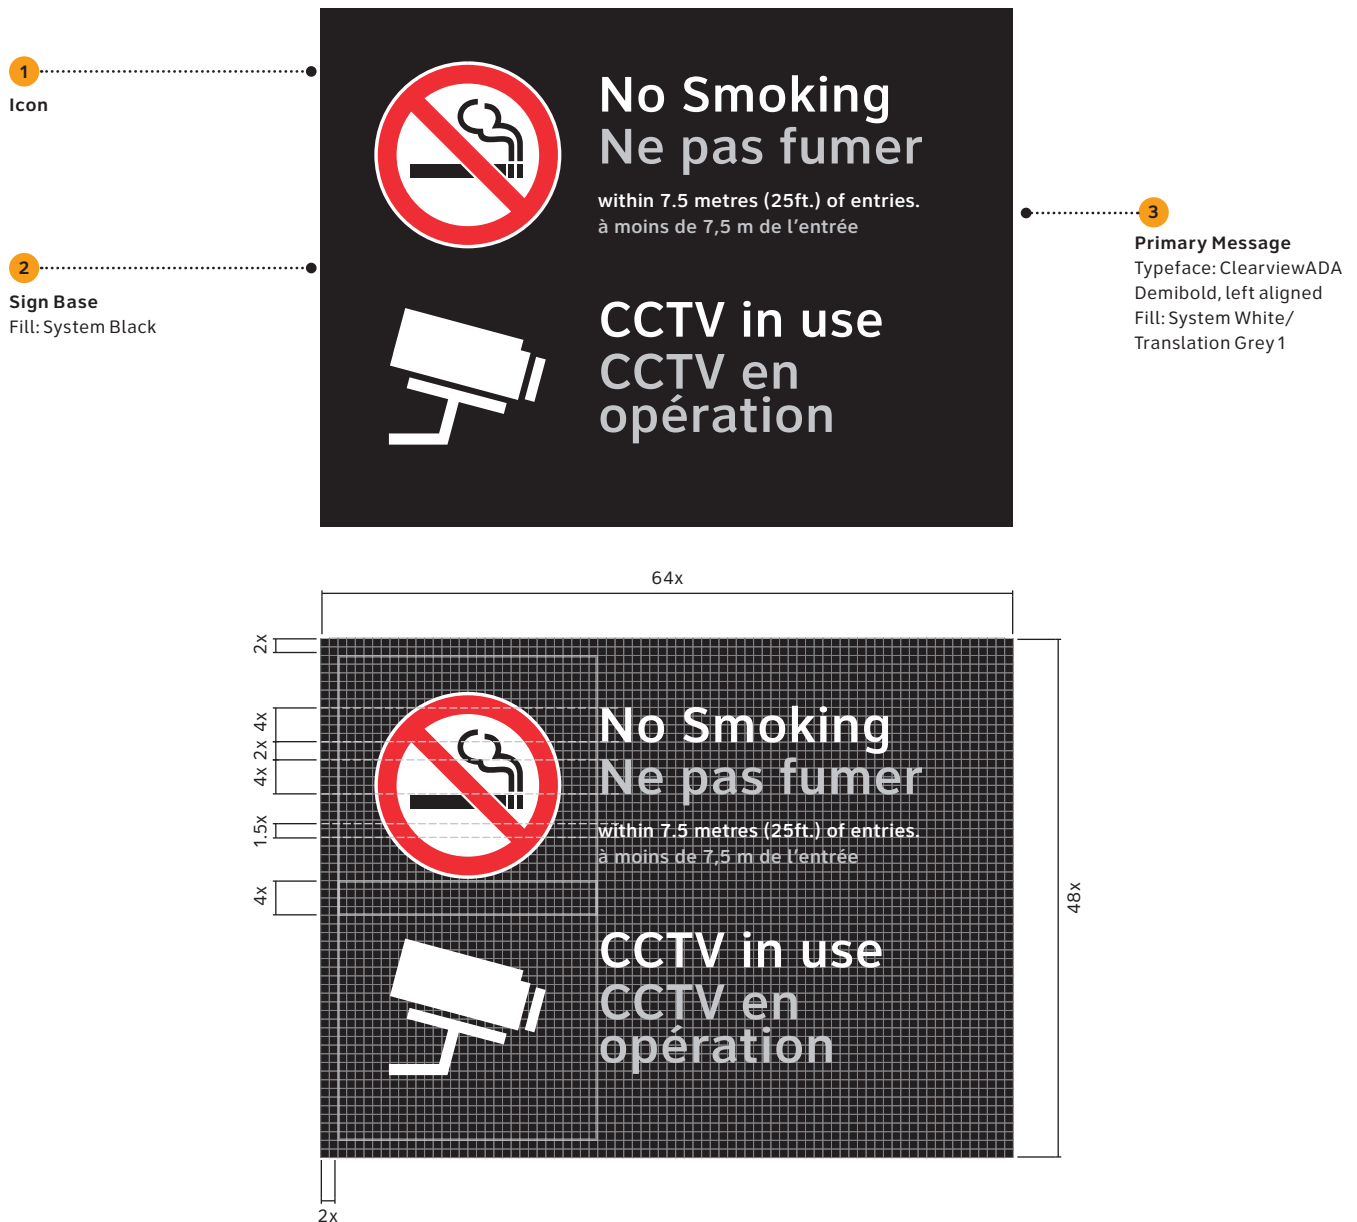 1
Icon
2
Sign Base
Fill: System Black
No Smoking
Ne pas fumer
within 7.5 metres (25ft.) of entries.
à moins de 7,5 m de l’entrée
CCTV in use
CCTV en
opération
3
Primary Message
Typeface: ClearviewADA
Demibold, left aligned
Fill: System White/
Translation Grey 1
64x
2x
4x
2x
4x
1.5x
4x
No Smoking
Ne pas fumer
within 7.5 metres (25ft.) of entries.
à moins de 7,5 m de l’entrée
CCTV in use
CCTV en
opération
48x
2x